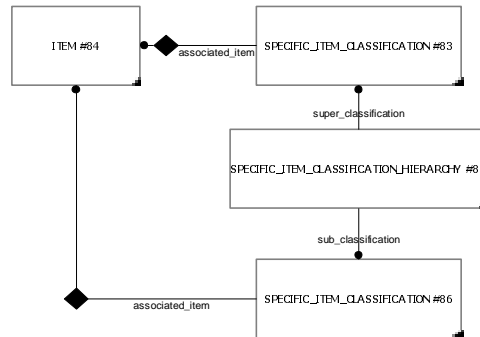 ITEM #84
SPECIFIC_ITEM_CLASSIFICATION #83
associated_item
super_classification
SPECIFIC_ITEM_CLASSIFICATION_HIERARCHY #8
sub_classification
SPECIFIC_ITEM_CLASSIFICATION #86
associated_item